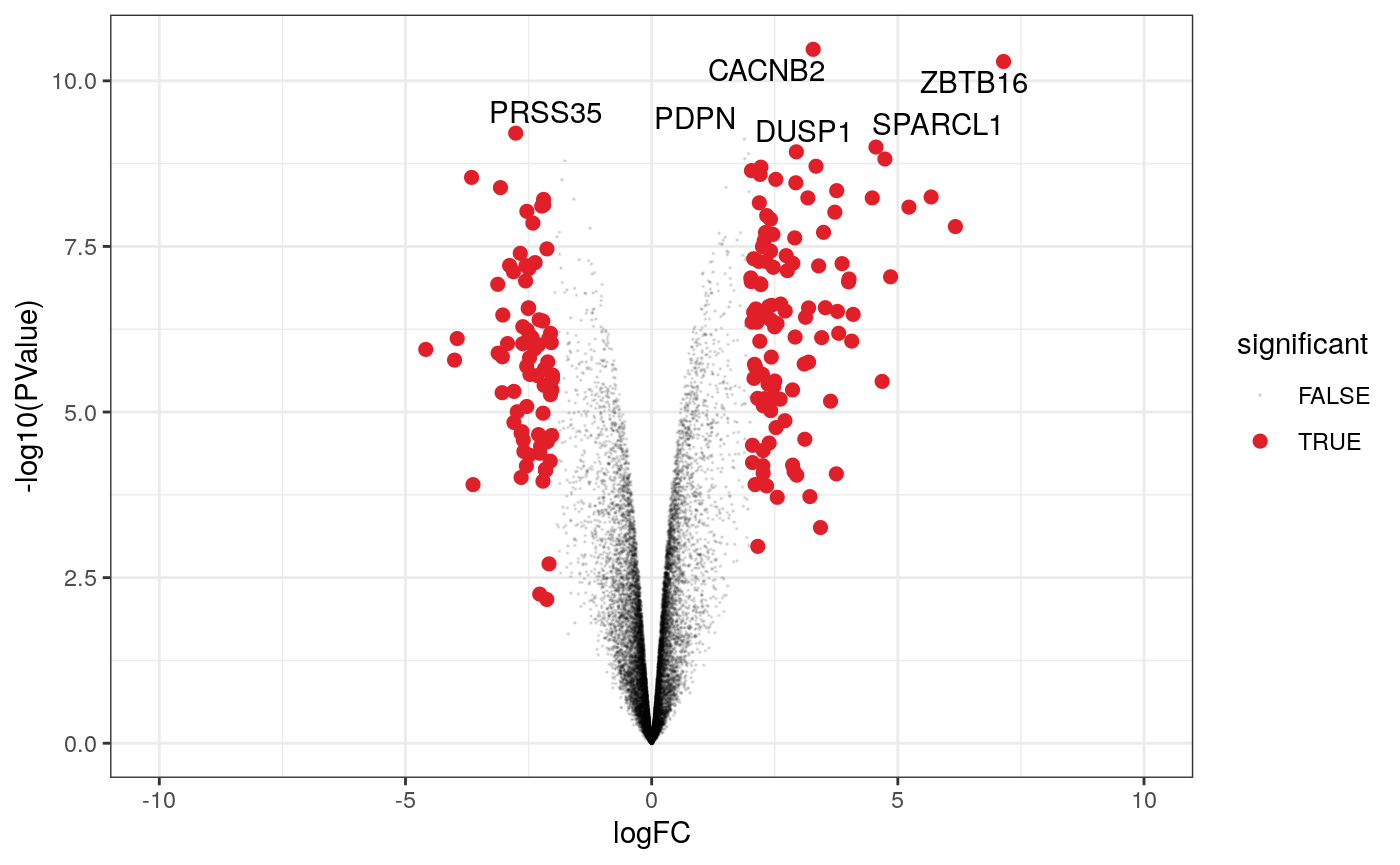 CACNB2
ZBTB16
PRSS35
PDPN
DUSP1
SPARCL1
10.0
7.5
5.0
2.5
0.0
-log10(PValue)
-10
-5
0
5
10
logFC
significant
FALSE
TRUE